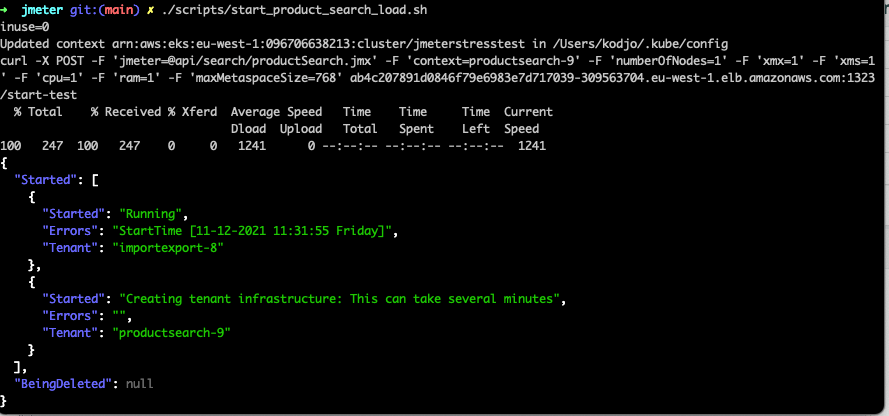 ➜  jmeter git:(main) ✗ ./scripts/start_product_search_load.sh
inuse=0
Updated context arn:aws:eks:eu-west-1:096706638213:cluster/jmeterstresstest in /Users/kodjo/.kube/config
curl -X POST -F 'jmeter=@api/search/productSearch.jmx' -F 'context=productsearch-9' -F 'numberOfNodes=1' -F 'xmx=1' -F 'xms=1
' -F 'cpu=1' -F 'ram=1' -F 'maxMetaspaceSize=768' ab4c207891d0846f79e6983e7d717039-309563704.eu-west-1.elb.amazonaws.com:1323
/start-test
  % Total    % Received % Xferd  Average Speed   Time    Time     Time  Current
                                 Dload  Upload   Total   Spent    Left  Speed
100   247  100   247    0     0   1241      0 --:--:-- --:--:-- --:--:--  1241
{
  "Started": [
    {
      "Started": "Running",
      "Errors": "StartTime [11-12-2021 11:31:55 Friday]",
      "Tenant": "importexport-8"
    },
    {
      "Started": "Creating tenant infrastructure: This can take several minutes",
      "Errors": "",
      "Tenant": "productsearch-9"
    }
  ],
  "BeingDeleted": null
}